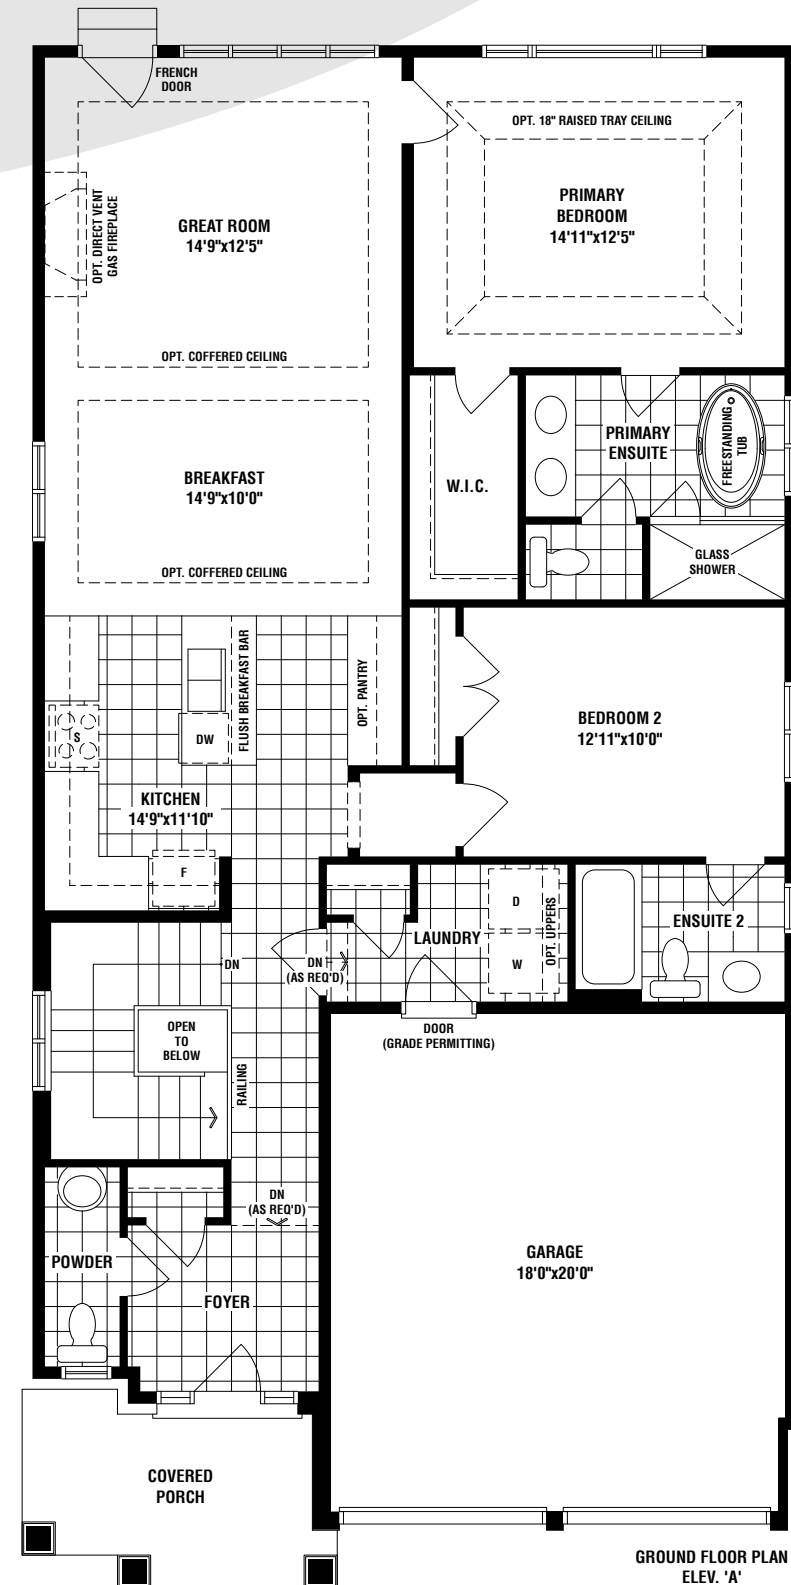 FRENCH
DOOR
OPT. 18" RAISED TRAY CEILING
OPT. DIRECT VENT
GAS FIREPLACE
GREAT ROOM
14'9"x12'5"
PRIMARY
BEDROOM
14'11"x12'5"
OPT. COFFERED CEILING
BREAKFAST
14'9"x10'0"
OPT. COFFERED CEILING
W.I.C.
PRIMARY
ENSUITE
FREESTANDING
TUB
GLASS
SHOWER
FLUSH BREAKFAST BAR
OPT. PANTRY
S
DW
BEDROOM 2
12'11"x10'0"
KITCHEN
14'9"x11'10"
F
D
W
OPT. UPPERS
LAUNDRY
ENSUITE 2
DN
DN
(AS REQ'D)
OPEN
TO
BELOW
RAILING
DOOR
(GRADE PERMITTING)
DN
(AS REQ'D)
POWDER
FOYER
GARAGE
18'0"x20'0"
COVERED
PORCH
GROUND FLOOR PLAN
ELEV. 'A'